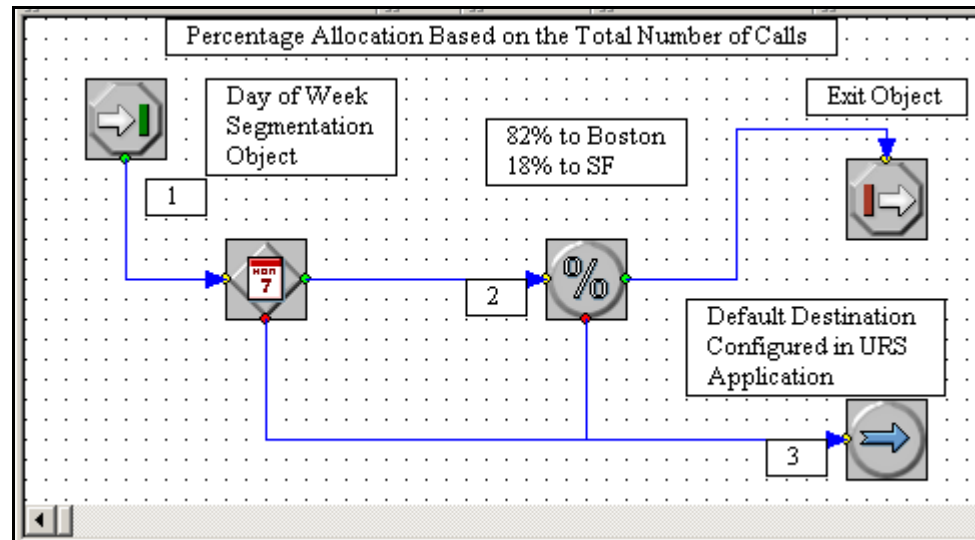 Percentage Allocation Based on the Total Number of Calls
Day of Week
Segmentation
Object
82% to Boston
18% to SF
Exit Object
1
MON
7
2
%
Default Destination
Configured in URS
Application
3